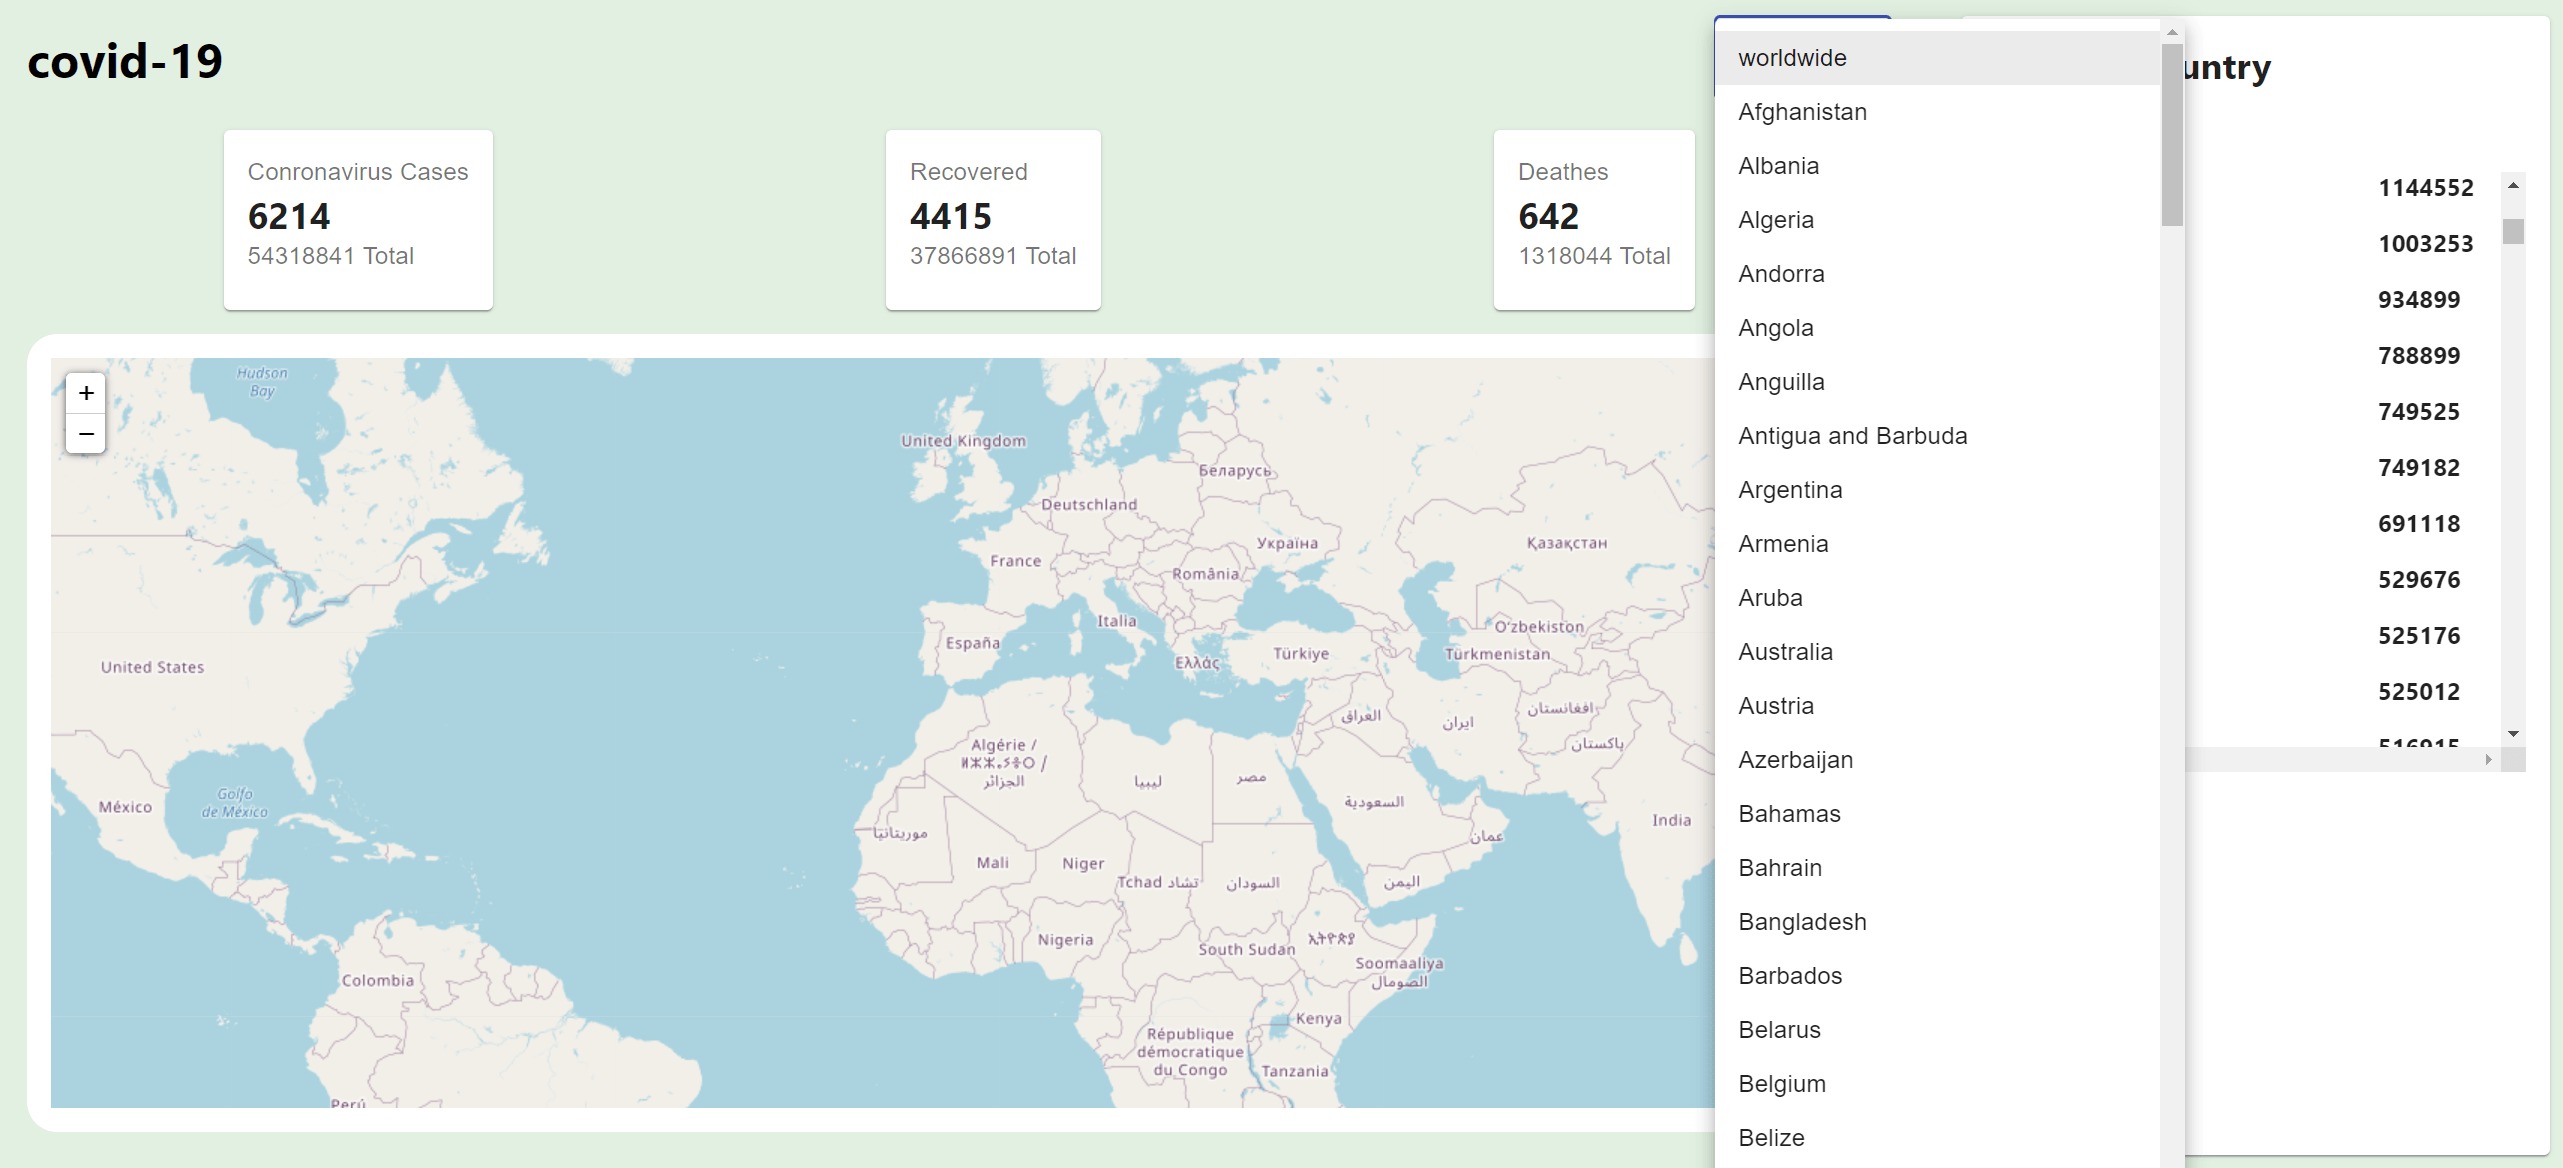 covid-19
Conronavirus Cases
6214
54318841 Total
Recovered
4415
37866891 Total
Deathes
642
1318044 Total
worldwide
Afghanistan
Albania
Algeria
Andorra
Angola
Anguilla
Antigua and Barbuda
Argentina
Armenia
Aruba
Australia
Austria
Azerbaijan
Bahamas
Bahrain
Bangladesh
Barbados
Belarus
Belgium
Belize
untry
1144552
1003253
934899
788899
749525
749182
691118
529676
525176
525012
516915
+
−
Hudson
Bay
United Kingdom
Беларусь
Deutschland
Україна
Қазақстан
France
România
Italia
O'zbekiston
España
Ελλάς
Türkiye
Türkmenistan
United States
العراق
ایران
افغانستان
پاکستان
Algérie /
ⵍⵣⵣⴰⵢⴻⵔ /
الجزائر
ليبيا
مصر
السعودية
عمان
India
México
Golfo
de México
موريتانيا
Mali
Niger
Tchad تشاد
السودان
اليمن
Nigeria
South Sudan
ኢትዮጵያ
Soomaaliya
الصومال
Colombia
Kenya
République
démocratique
du Congo
Tanzania
Perú